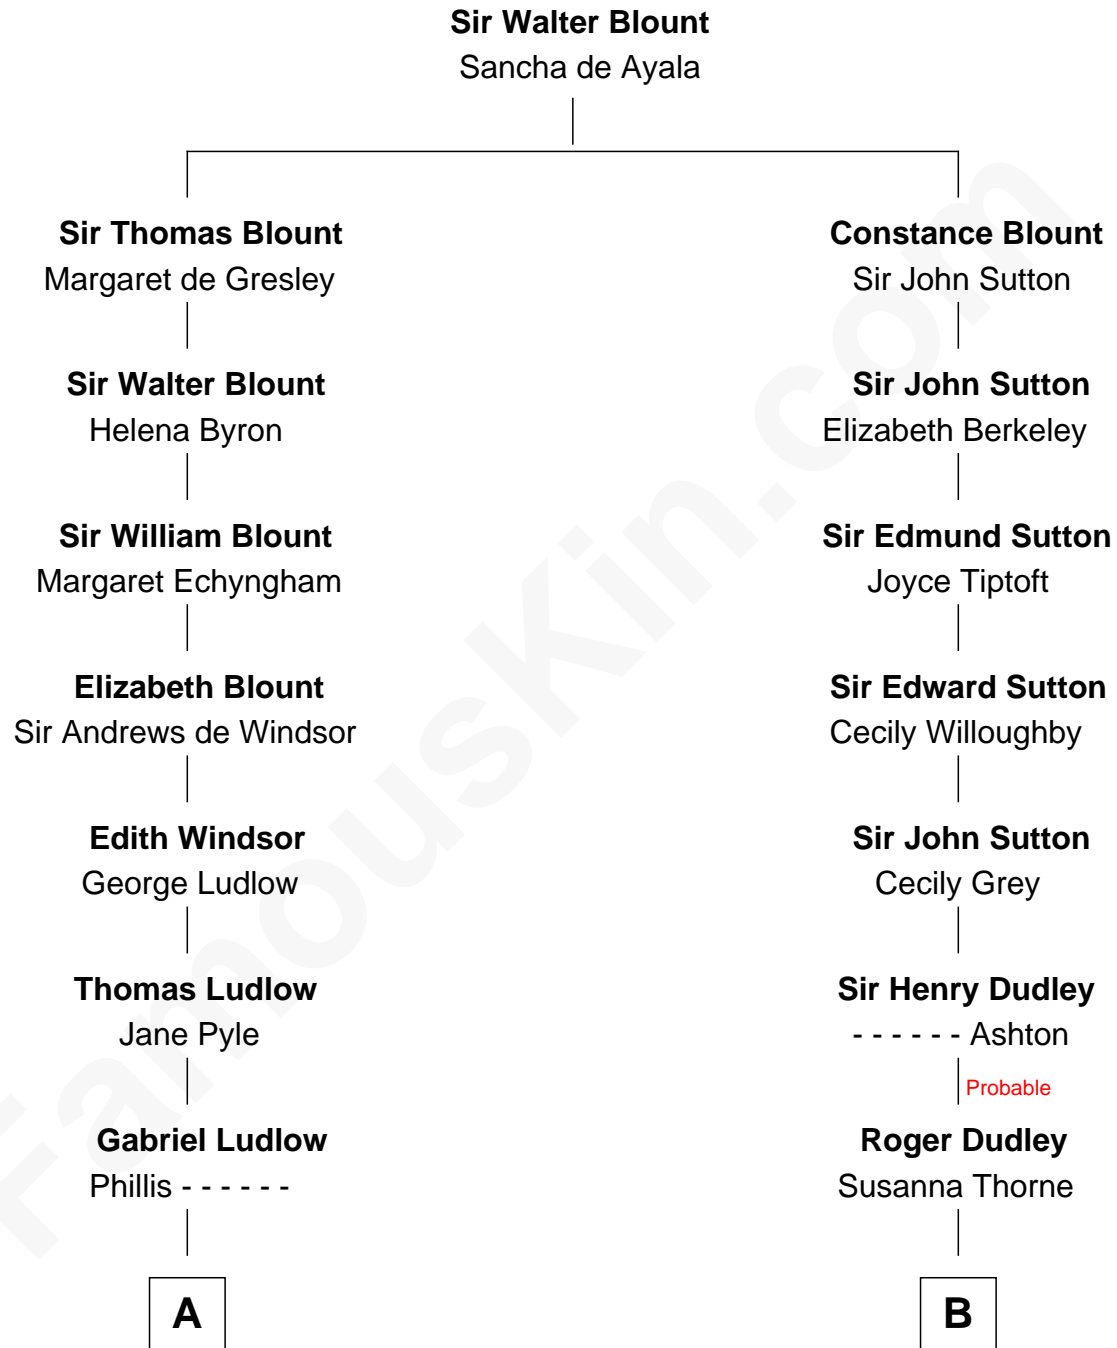 Sir Walter Blount
Sancha de Ayala
Sir Thomas Blount
Margaret de Gresley
Sir Walter Blount
Helena Byron
Sir William Blount
Margaret Echyngham
Elizabeth Blount
Sir Andrews de Windsor
Edith Windsor
George Ludlow
Thomas Ludlow
Jane Pyle
Gabriel Ludlow
Phillis - - - - - -
A
Constance Blount
Sir John Sutton
Sir John Sutton
Elizabeth Berkeley
Sir Edmund Sutton
Joyce Tiptoft
Sir Edward Sutton
Cecily Willoughby
Sir John Sutton
Cecily Grey
Sir Henry Dudley
- - - - - - Ashton
Probable
Roger Dudley
Susanna Thorne
B
FamousKin.com